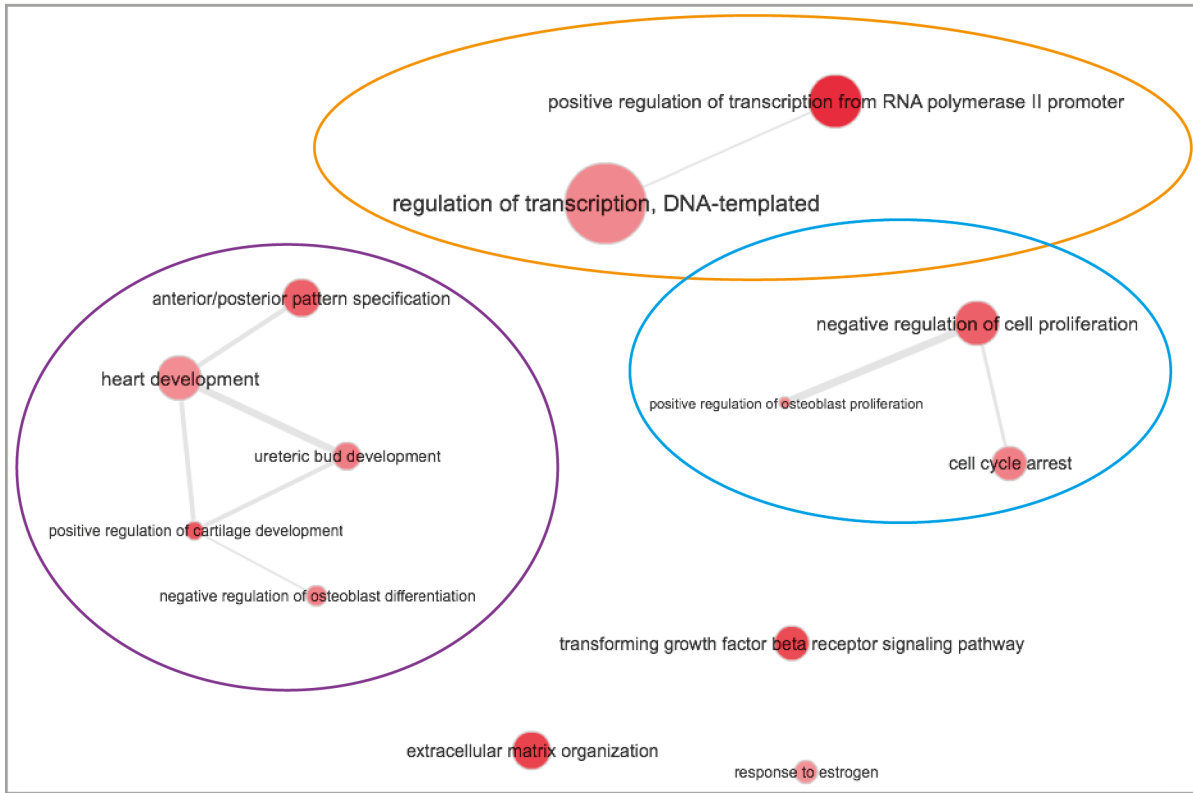 positive regulation of transcription from RNA polymerase II promoter
regulation of transcription, DNA-templated
anterior/posterior pattern specification
heart development
ureteric bud development
positive regulation of cartilage development
negative regulation of osteoblast differentiation
negative regulation of cell proliferation
positive regulation of osteoblast proliferation
cell cycle arrest
transforming growth factor beta receptor signaling pathway
extracellular matrix organization
response to estrogen